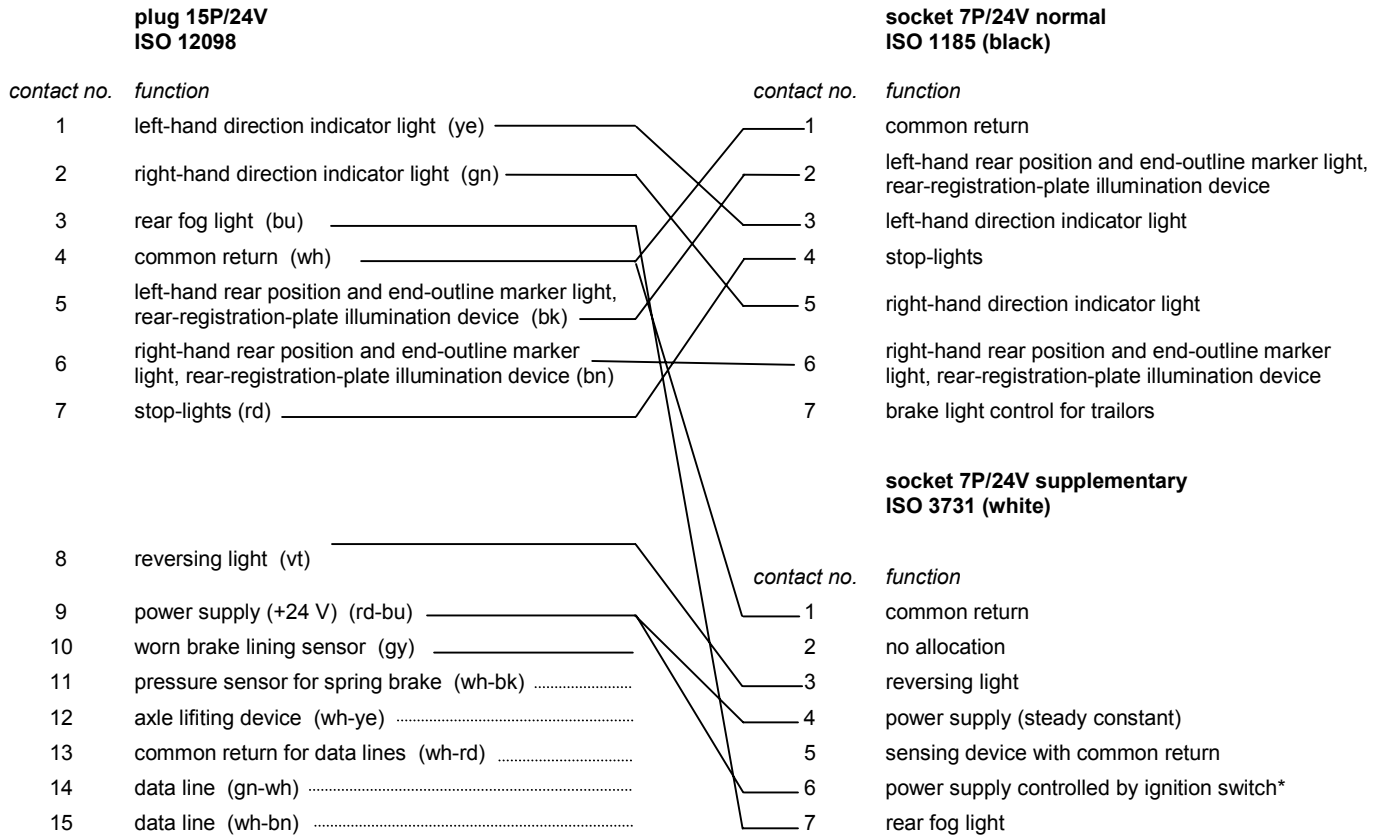 plug 15P/24V
ISO 12098
contact no. function
1 left-hand direction indicator light (ye)
2 right-hand direction indicator light (gn)
3 rear fog light (bu)
4 common return (wh)
5 left-hand rear position and end-outline marker light,
rear-registration-plate illumination device (bk)
6 right-hand rear position and end-outline marker
light, rear-registration-plate illumination device (bn)
7 stop-lights (rd)
8 reversing light (vt)
9 power supply (+24 V) (rd-bu)
10 worn brake lining sensor (gy)
11 pressure sensor for spring brake (wh-bk)
12 axle lifiting device (wh-ye)
13 common return for data lines (wh-rd)
14 data line (gn-wh)
15 data line (wh-bn)
socket 7P/24V normal
ISO 1185 (black)
contact no. function
1 common return
2 left-hand rear position and end-outline marker light,
rear-registration-plate illumination device
3 left-hand direction indicator light
4 stop-lights
5 right-hand direction indicator light
6 right-hand rear position and end-outline marker
light, rear-registration-plate illumination device
7 brake light control for trailors
socket 7P/24V supplementary
ISO 3731 (white)
contact no. function
1 common return
2 no allocation
3 reversing light
4 power supply (steady constant)
5 sensing device with common return
6 power supply controlled by ignition switch*
7 rear fog light